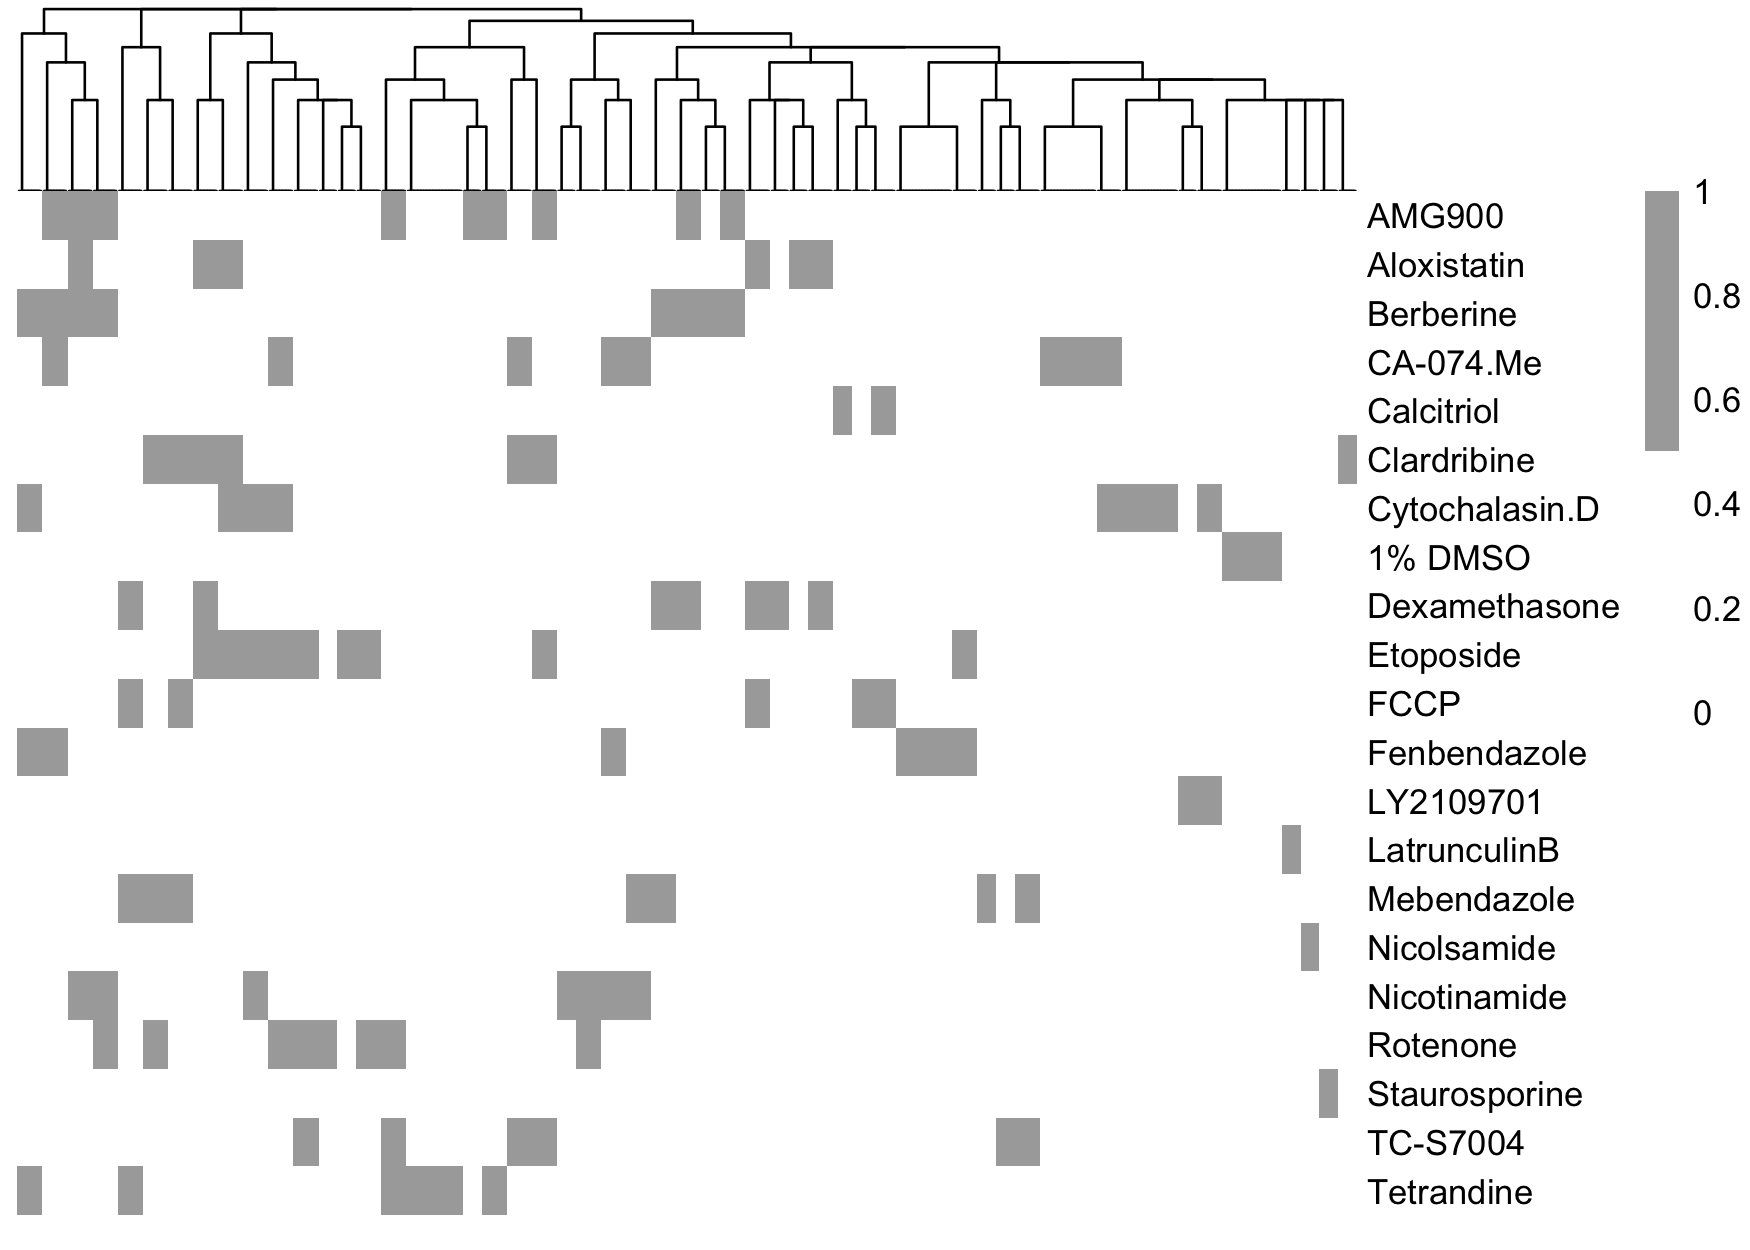 AMG900
Aloxistatin
Berberine
CA-074.Me
Calcitriol
Clardribine
Cytochalasin.D
1% DMSO
Dexamethasone
Etoposide
FCCP
Fenbendazole
LY2109701
LatrunculinB
Mebendazole
Nicolsamide
Nicotinamide
Rotenone
Staurosporine
TC-S7004
Tetrandine
1
0.8
0.6
0.4
0.2
0